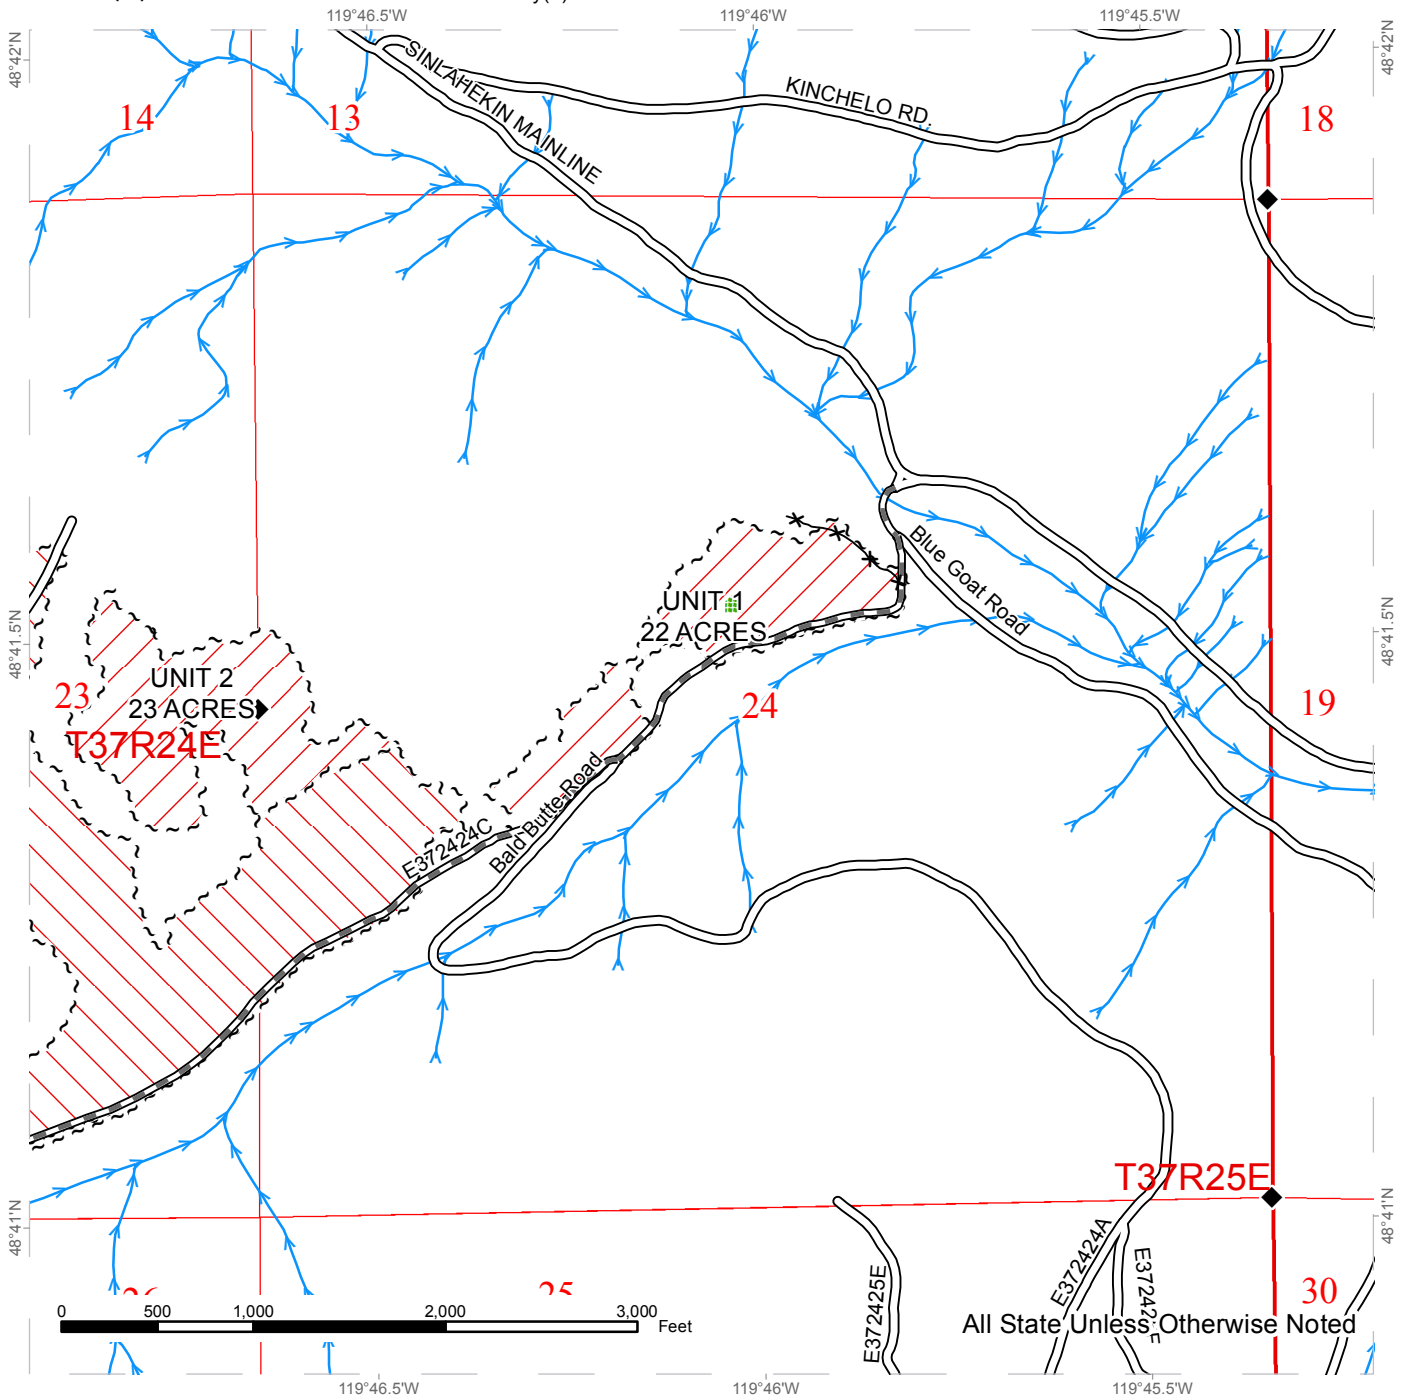 119°46.5'W
119°46'W
119°45.5'W
48°42'N
48°42'N
14
13
18
SINLAHEKIN MAINLINE
KINCHELO RD.
Blue Goat Road
UNIT 1
22 ACRES
48°41.5'N
48°41.5'N
UNIT 2
23 ACRES
23
24
19
T37R24E
Bald Butte Road
E372424C
T37R25E
48°41'N
48°41'N
E372424A
E372425E
26
25
30
0 500 1,000 2,000 3,000
Feet
All State Unless Otherwise Noted
119°46.5'W
119°46'W
119°45.5'W